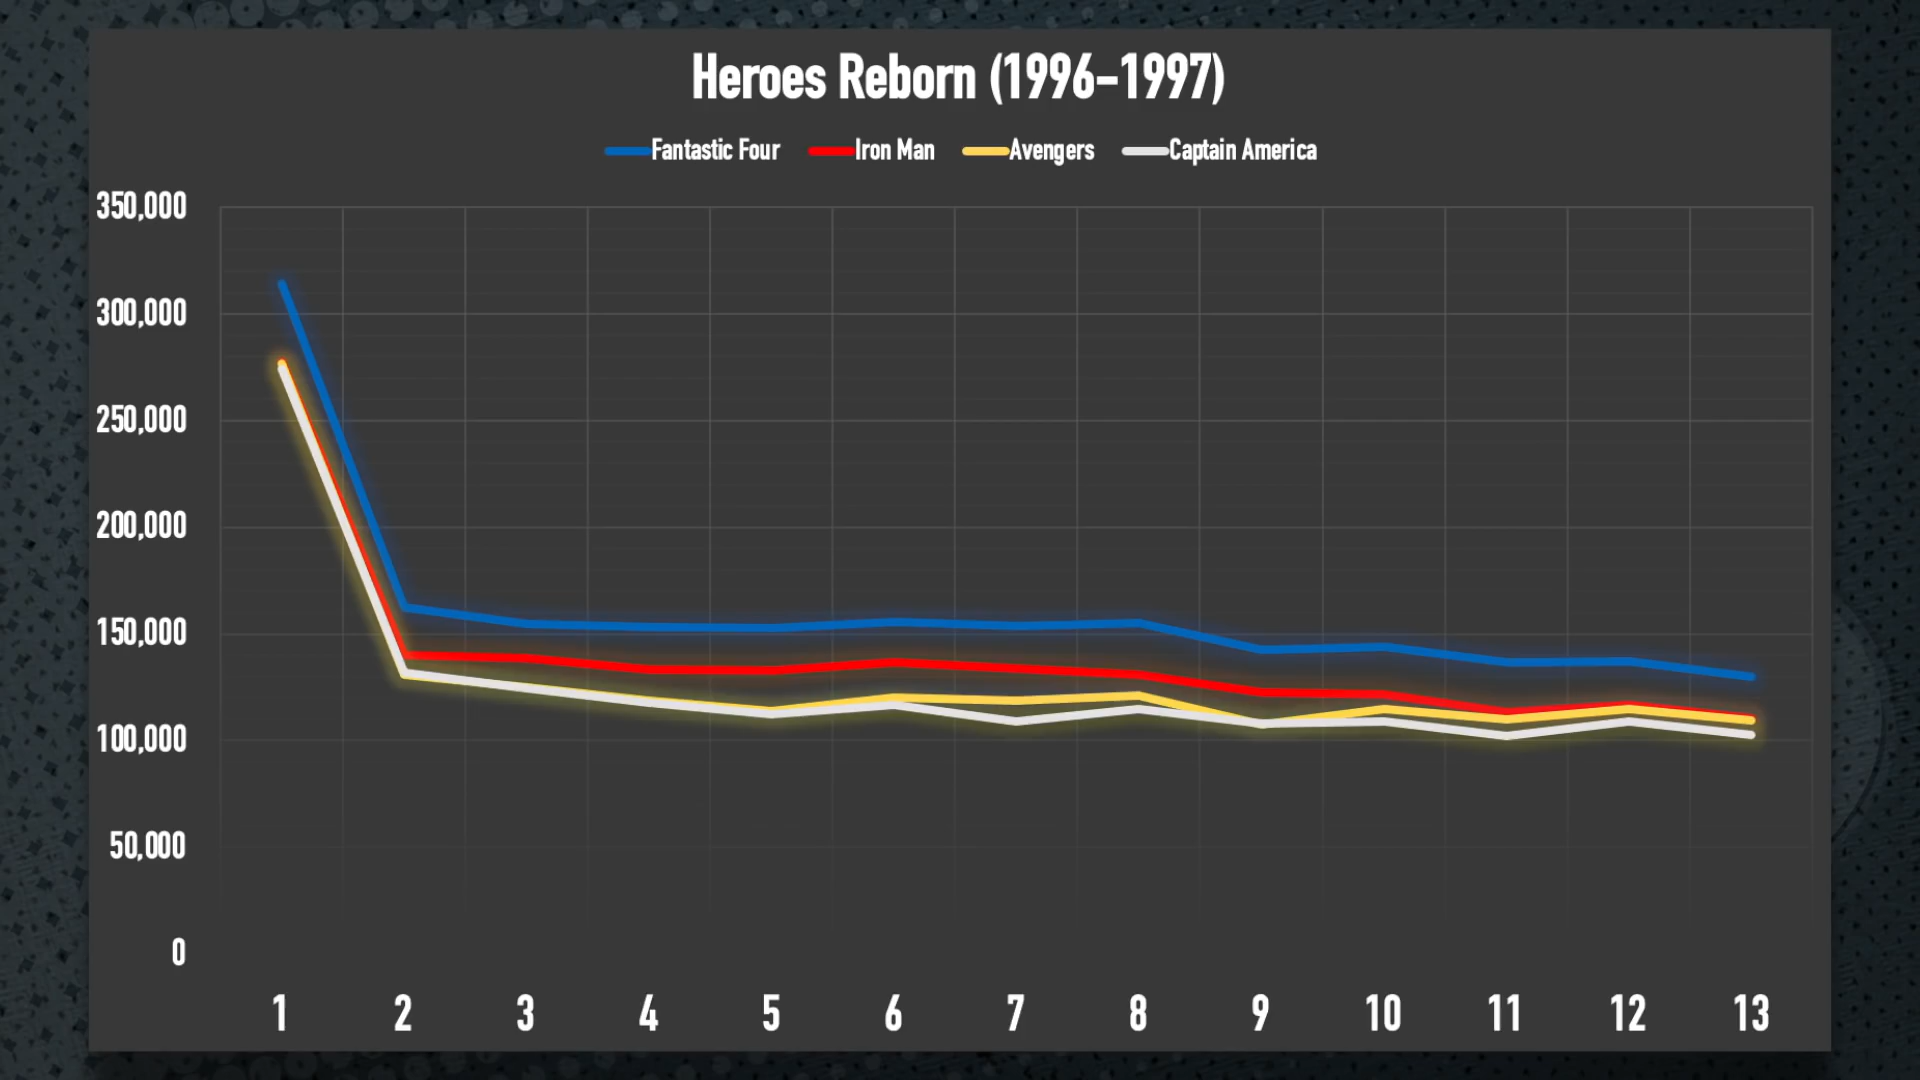 Heroes Reborn (1996-1997)
Fantastic Four Iron Man Avengers Captain America
350,000
300,000
250,000
200,000
150,000
100,000
50,000
0
1 2 3 4 5 6 7 8 9 10 11 12 13